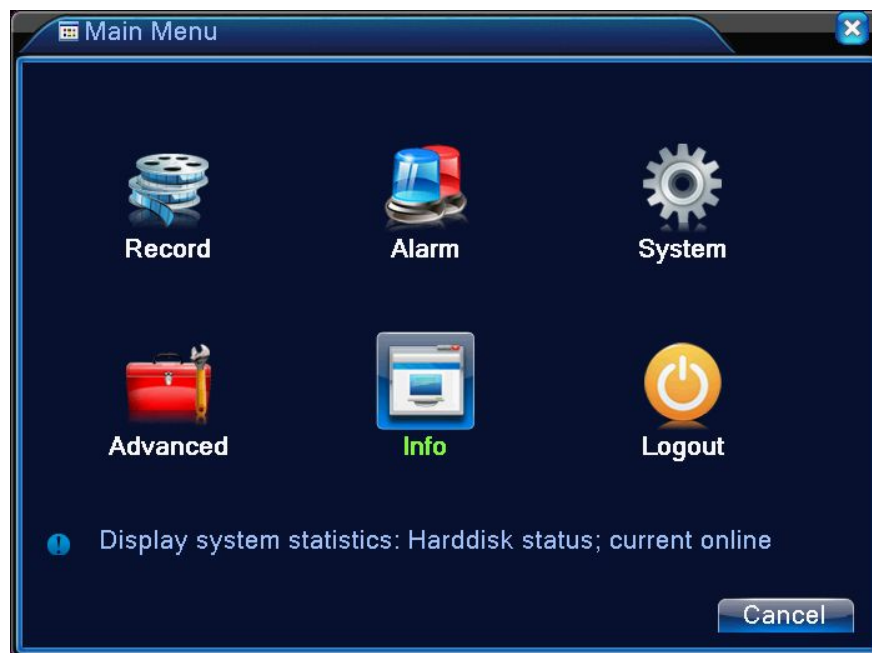 Main Menu
Record Alarm System
Advanced Info Logout
Display system statistics: Harddisk status; current online
Cancel